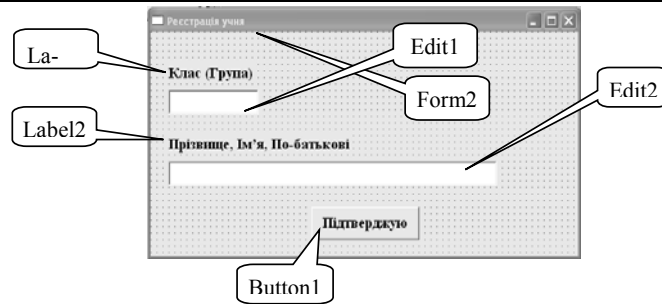 Реєстрація учня
La-
Edit1
Клас (Група)
Form2
Edit2
Label2
Прізвище, Ім’я, По-батькові
Підтверджую
Button1